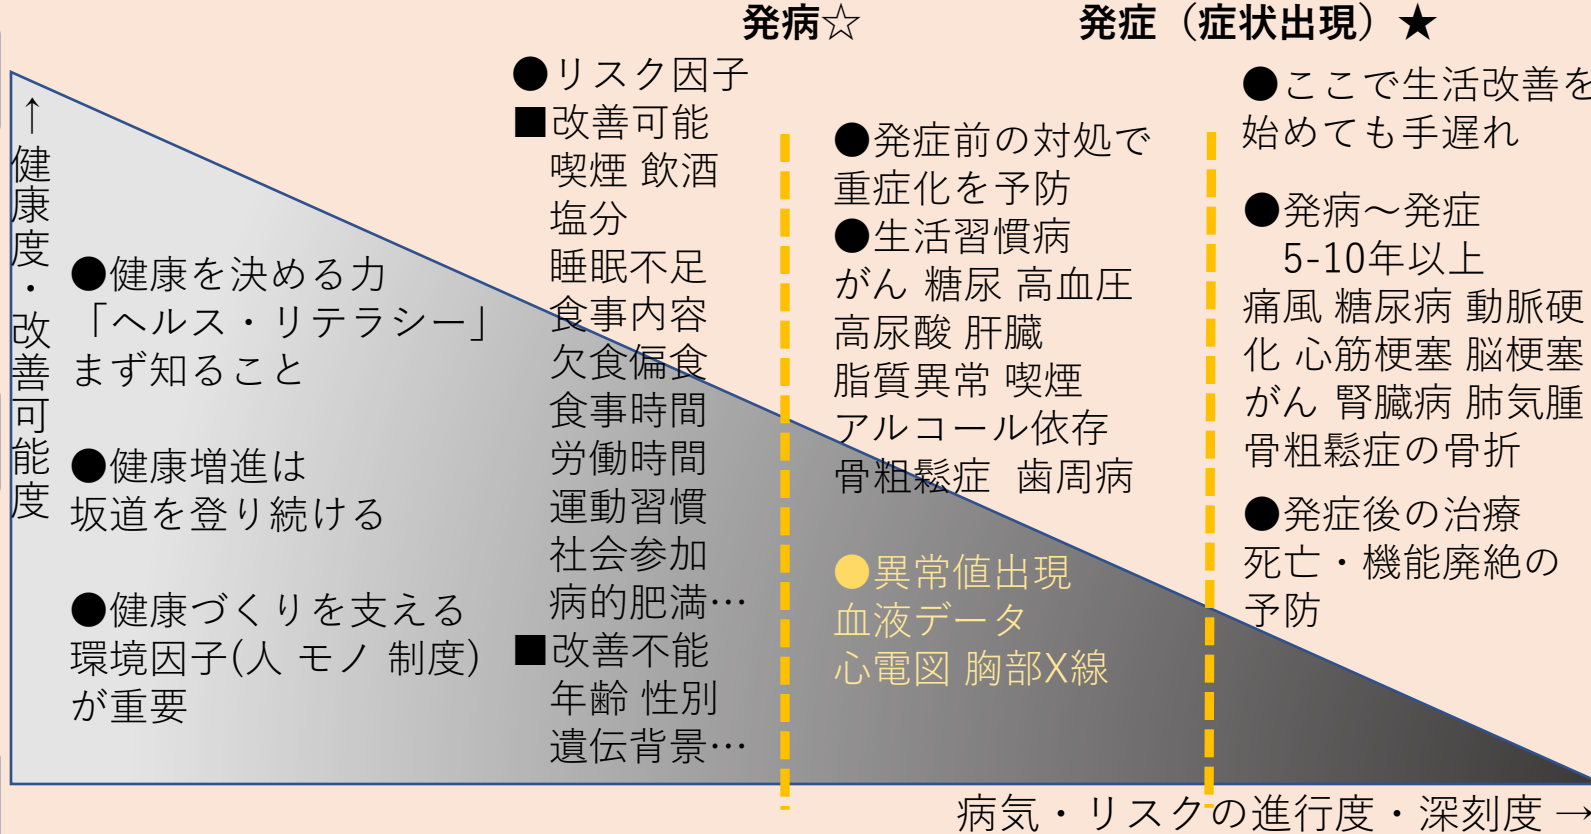 発病☆
発症（症状出現）★
↑健康度・改善可能度
●健康を決める力
「ヘルス・リテラシー」
まず知ること
●健康増進は
坂道を登り続ける
●健康づくりを支える
環境因子(人 モノ 制度)
が重要
●リスク因子
■改善可能
喫煙 飲酒
塩分
睡眠不足
食事内容
欠食偏食
食事時間
労働時間
運動習慣
社会参加
病的肥満…
■改善不能
年齢 性別
遺伝背景…
●発症前の対処で
重症化を予防
●生活習慣病
がん 糖尿 高血圧
高尿酸 肝臓
脂質異常 喫煙
アルコール依存
骨粗鬆症 歯周病
●異常値出現
血液データ
心電図 胸部X線
●ここで生活改善を
始めても手遅れ
●発病～発症
5-10年以上
痛風 糖尿病 動脈硬
化 心筋梗塞 脳梗塞
がん 腎臓病 肺気腫
骨粗鬆症の骨折
●発症後の治療
死亡・機能廃絶の
予防
病気・リスクの進行度・深刻度→